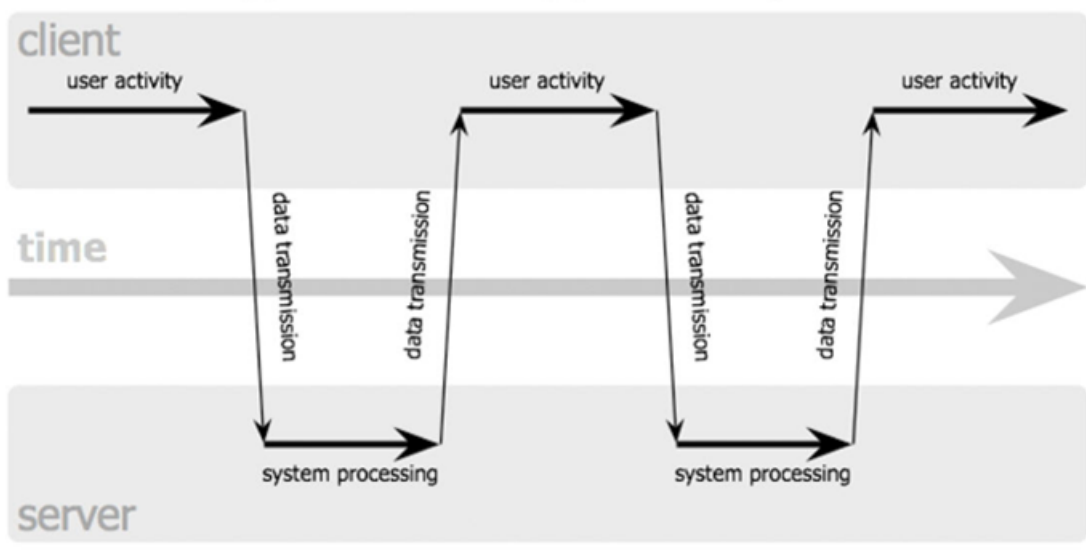 client
user activity
user activity
user activity
data transmission
data transmission
data transmission
data transmission
time
system processing
system processing
server